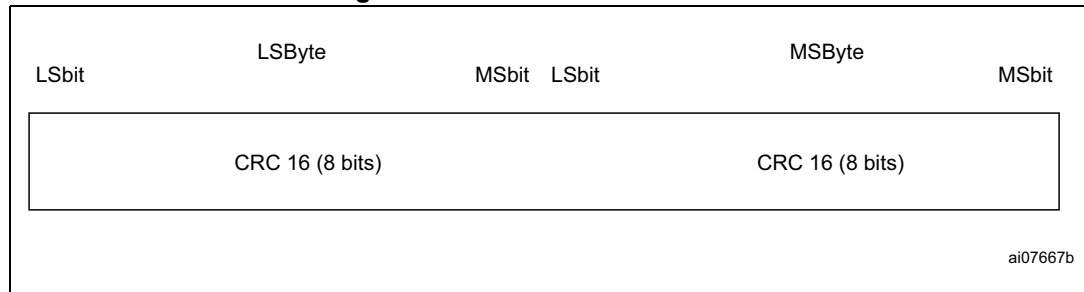 LSByte MSByte
LSbit MSbit LSbit MSbit
CRC 16 (8 bits) CRC 16 (8 bits)
ai07667b